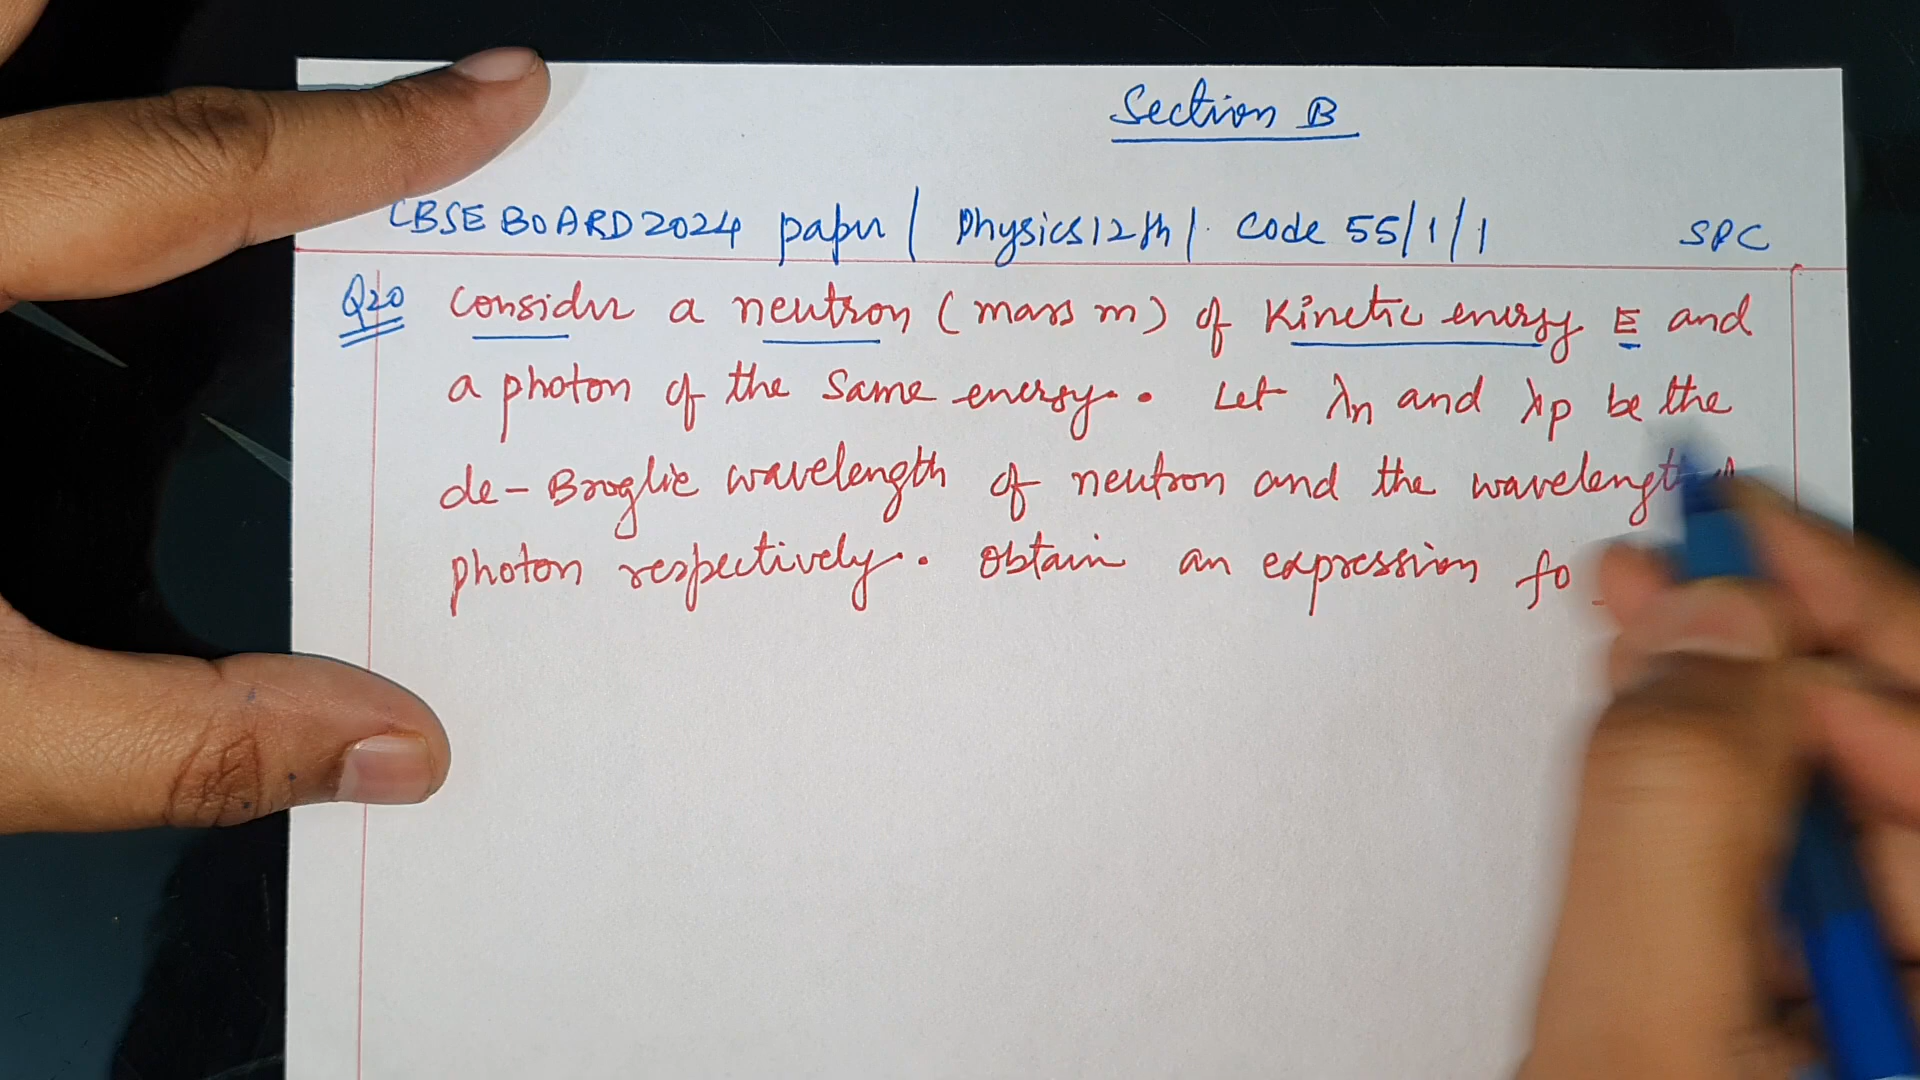 Section B
CBSE BOARD 2024 paper / Physics 12th / Code 55/1/1 SPC
Q20 Consider a neutron (mass m) of Kinetic energy E and
a photon of the same energy. Let λn and λp be the
de-Broglie wavelength of neutron and the wavelength of
photon respectively. Obtain an expression fo